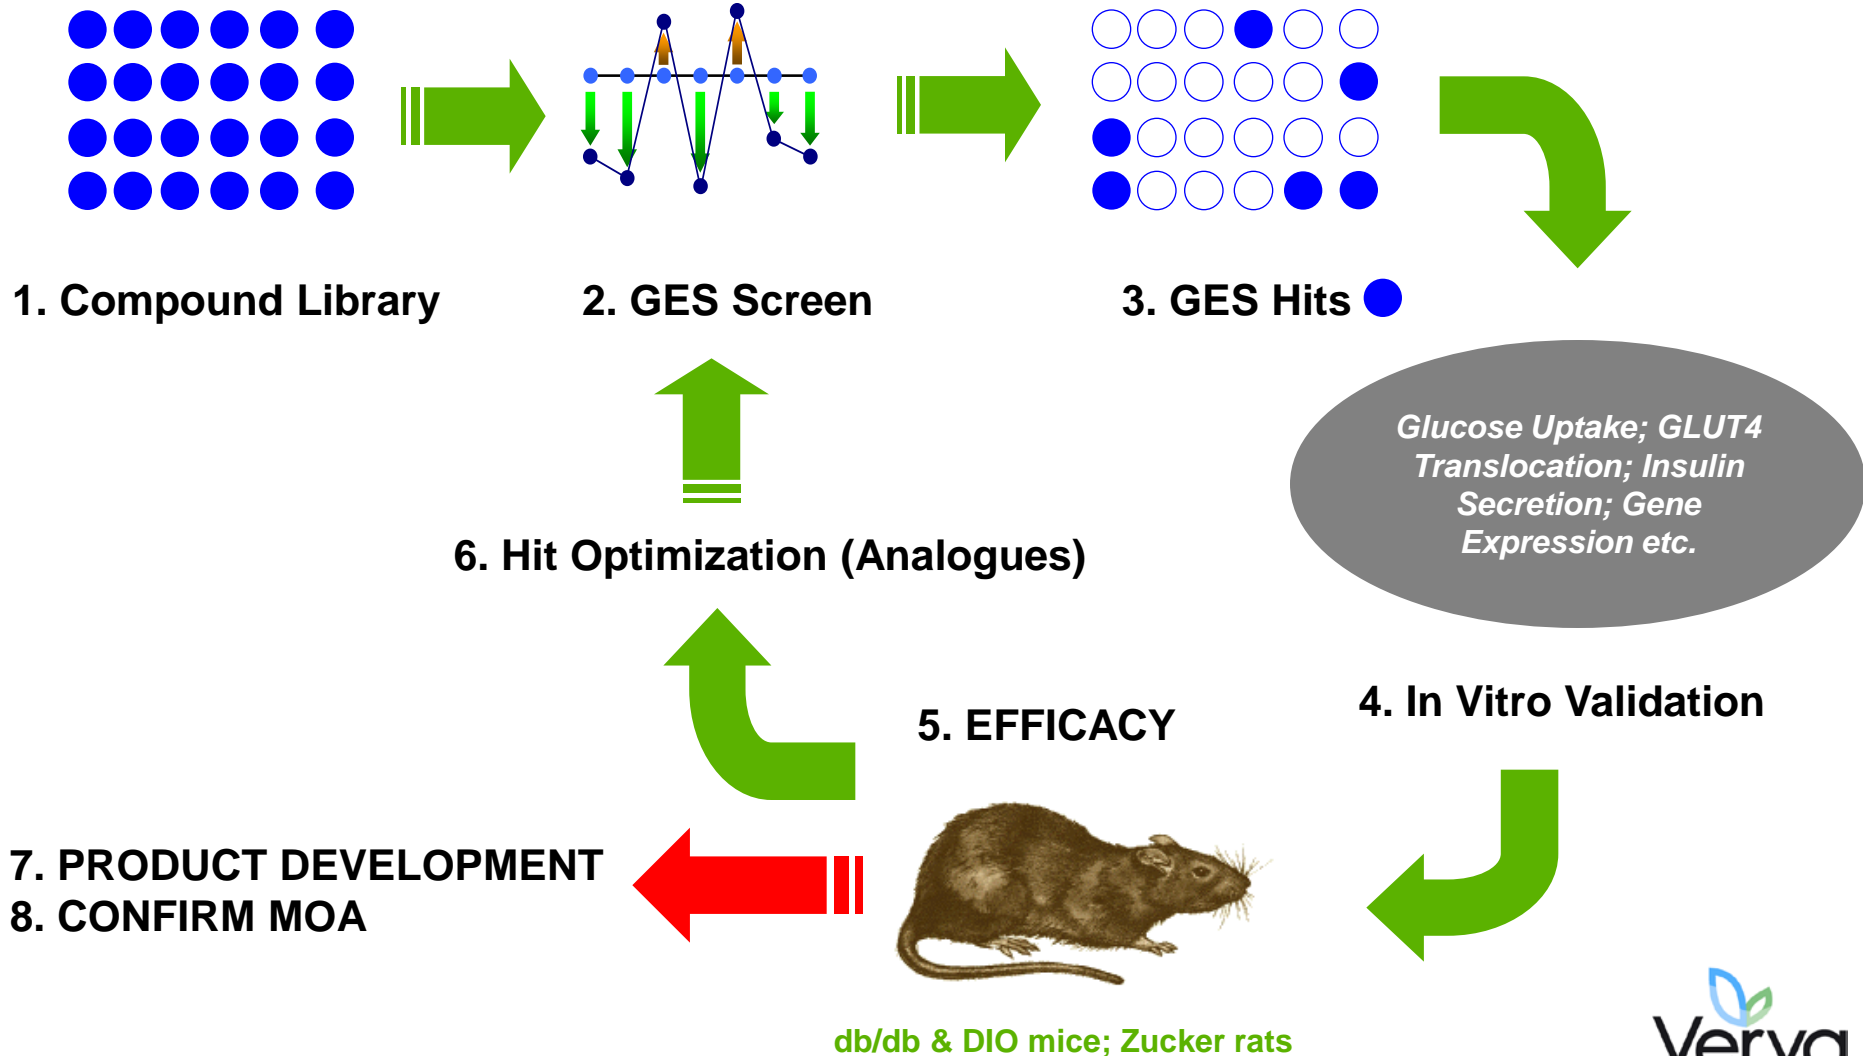 1. Compound Library
2. GES Screen
3. GES Hits
Glucose Uptake; GLUT4
Translocation; Insulin
Secretion; Gene
Expression etc.
4. In Vitro Validation
5. EFFICACY
6. Hit Optimization (Analogues)
7. PRODUCT DEVELOPMENT
8. CONFIRM MOA
db/db & DIO mice; Zucker rats
Verva